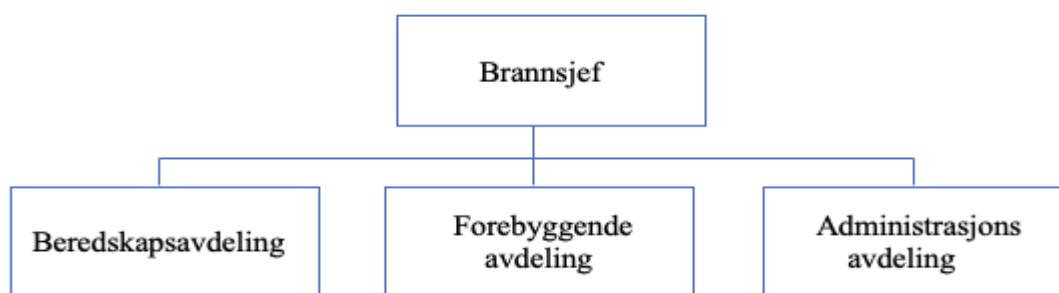 Brannsjef
Beredskapsavdeling
Forebyggende
avdeling
Administrasjons
avdeling